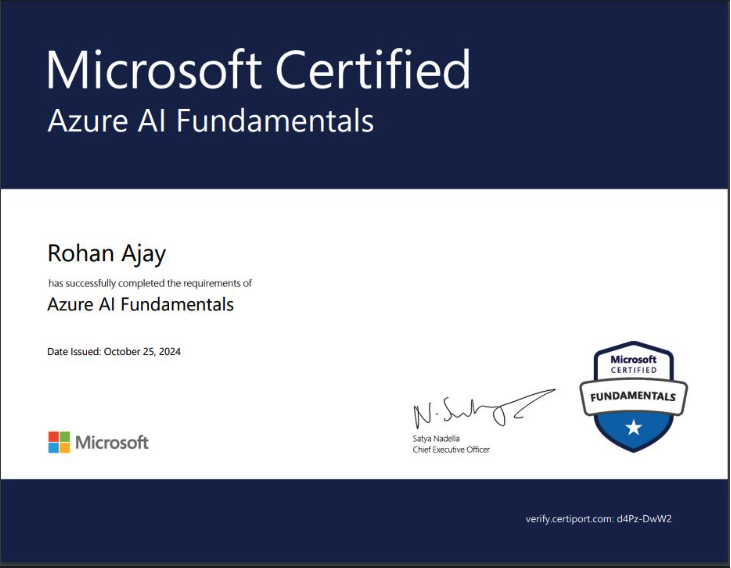 Microsoft Certified
Azure AI Fundamentals
Rohan Ajay
has successfully completed the requirements of
Azure AI Fundamentals
Date Issued: October 25, 2024
Microsoft
CERTIFIED
FUNDAMENTALS
N. Satya
Satya Nadella
Chief Executive Officer
Microsoft
verify.certiport.com: d4Pz-DwW2